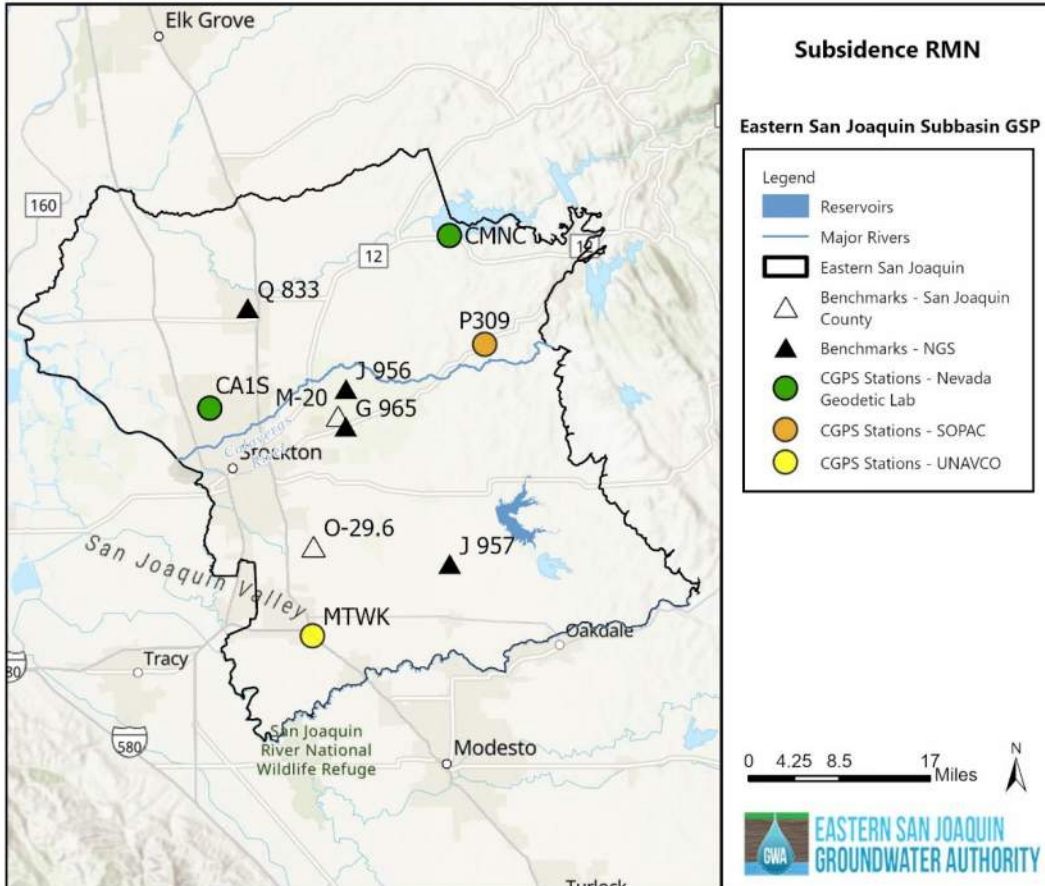 Elk Grove
160
12
CMNC
Q 833
P309
J 956
CA1S
M-20
G 965
Calaveras
River
Stockton
O-29.6
J 957
San Joaquin Valley
MTWK
Oakdale
Tracy
580
San Joaquin
River National
Wildlife Refuge
Modesto
Subsidence RMN
Eastern San Joaquin Subbasin GSP
Legend
Reservoirs
Major Rivers
Eastern San Joaquin
Benchmarks - San Joaquin
County
Benchmarks - NGS
CGPS Stations - Nevada
Geodetic Lab
CGPS Stations - SOPAC
CGPS Stations - UNAVCO
0 4.25 8.5 17
Miles
N
GWA
EASTERN SAN JOAQUIN
GROUNDWATER AUTHORITY